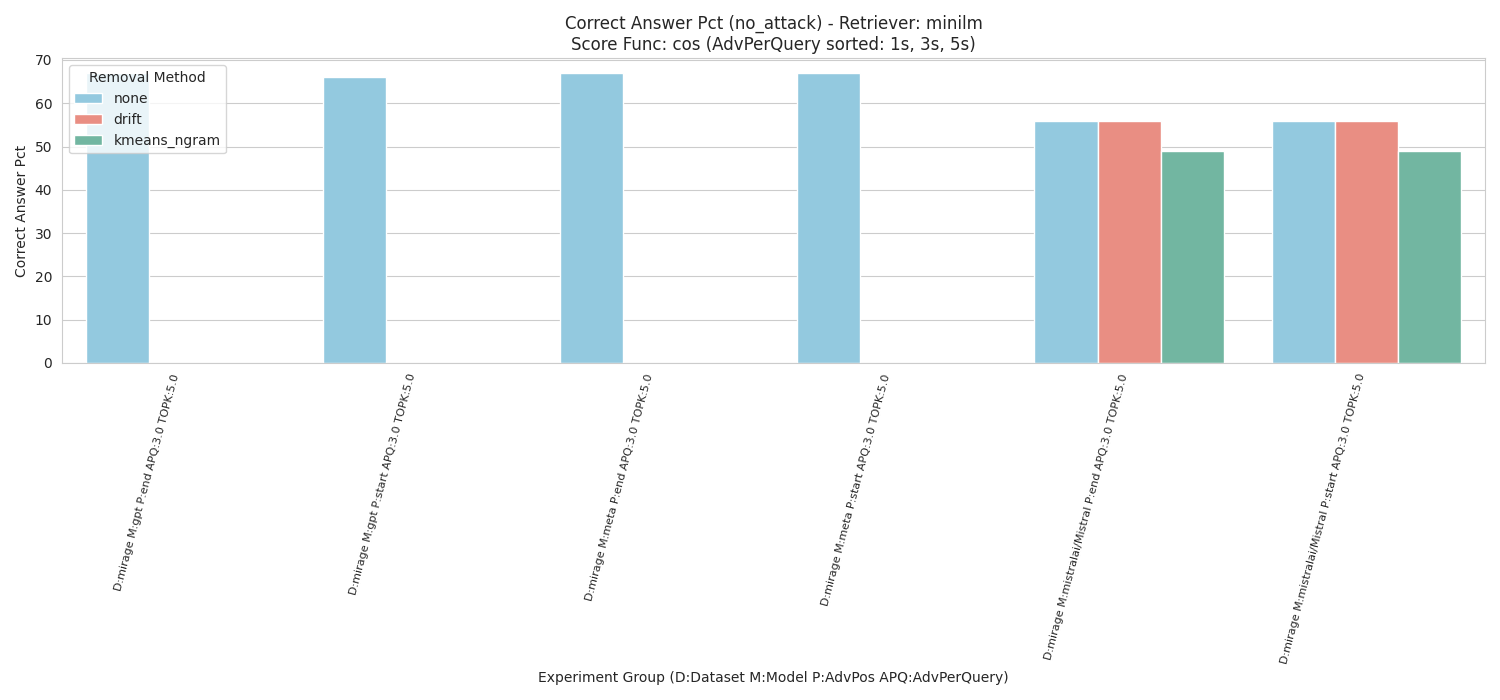 Correct Answer Pct (no_attack) - Retriever: minilm
Score Func: cos (AdvPerQuery sorted: 1s, 3s, 5s)
Removal Method
none
drift
kmeans_ngram
Correct Answer Pct
70
60
50
40
30
20
10
0
D:mirage M:gpt P:end APQ:3.0 TOPK:5.0
D:mirage M:gpt P:start APQ:3.0 TOPK:5.0
D:mirage M:meta P:end APQ:3.0 TOPK:5.0
D:mirage M:meta P:start APQ:3.0 TOPK:5.0
D:mirage M:mistralai/Mistral P:end APQ:3.0 TOPK:5.0
D:mirage M:mistralai/Mistral P:start APQ:3.0 TOPK:5.0
Experiment Group (D:Dataset M:Model P:AdvPos APQ:AdvPerQuery)